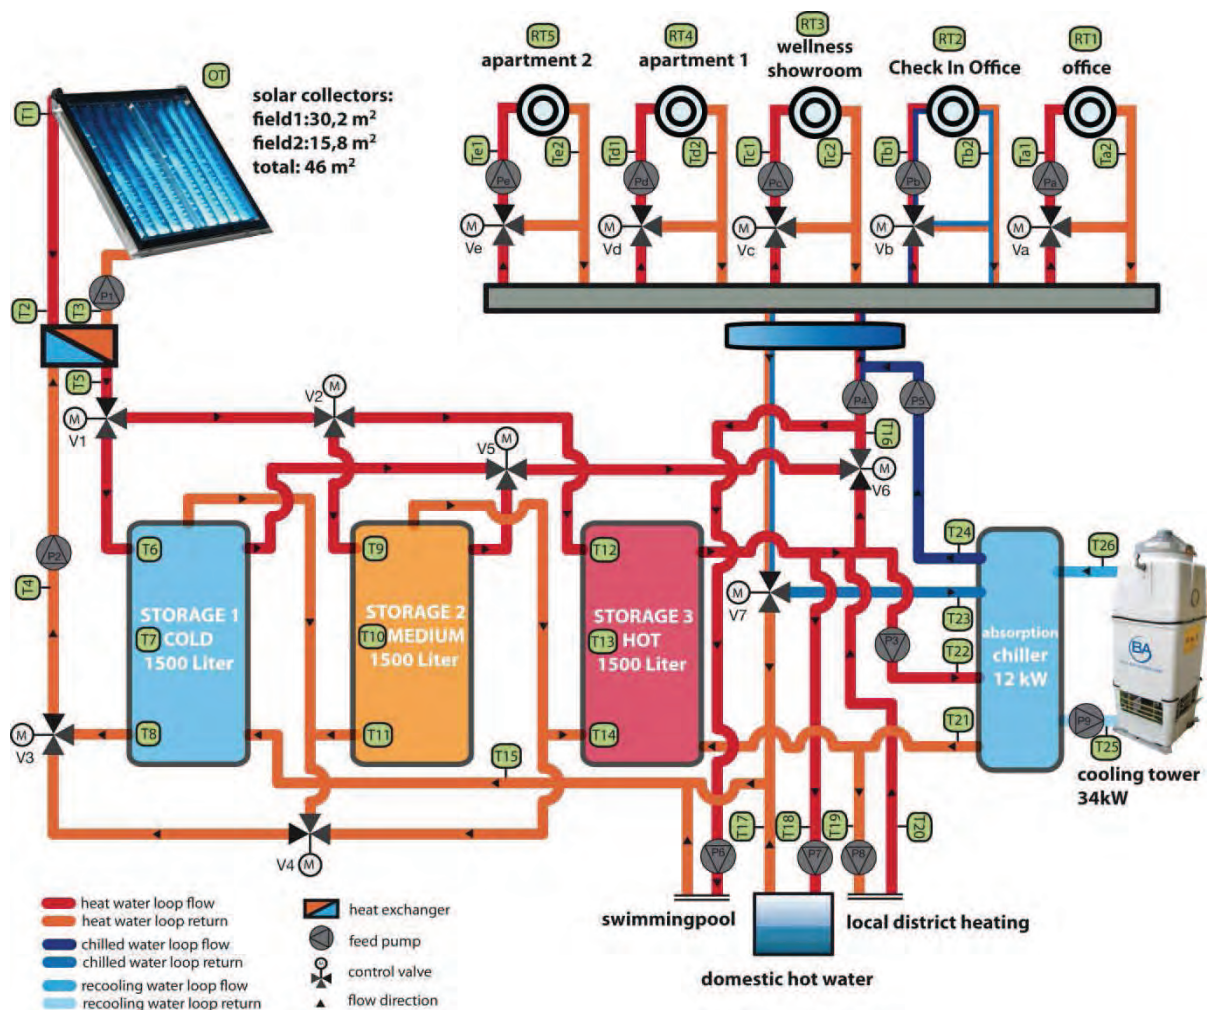 RT5
RT4
RT3
RT2
RT1
apartment 2
apartment 1
wellness
showroom
Check In Office
office
OT
solar collectors:
field1:30,2 m²
field2:15,8 m²
total: 46 m²
T1
Te1
Te2
Td1
Td2
Tc1
Tc2
Tb1
Tb2
Ta1
Ta2
Pe
Pd
Pc
Pb
Pa
M
Ve
M
Vd
M
Vc
M
Vb
M
Va
T2
T3
P1
T5
M
V1
V2
M
V5
M
P4
P5
T16
M
V6
T6
T9
T12
T24
T26
P2
T4
STORAGE 1
COLD
1500 Liter
T7
STORAGE 2
MEDIUM
1500 Liter
T10
STORAGE 3
HOT
1500 Liter
T13
M
V7
T23
absorption
chiller
12 kW
P3
T22
BA
M
V3
T8
T11
T14
T21
P9
T25
T15
cooling tower
34kW
V4
M
P6
T17
T18
P7
T19
P8
T20
swimmingpool
local district heating
domestic hot water
heat water loop flow
heat water loop return
chilled water loop flow
chilled water loop return
recooling water loop flow
recooling water loop return
heat exchanger
feed pump
control valve
flow direction